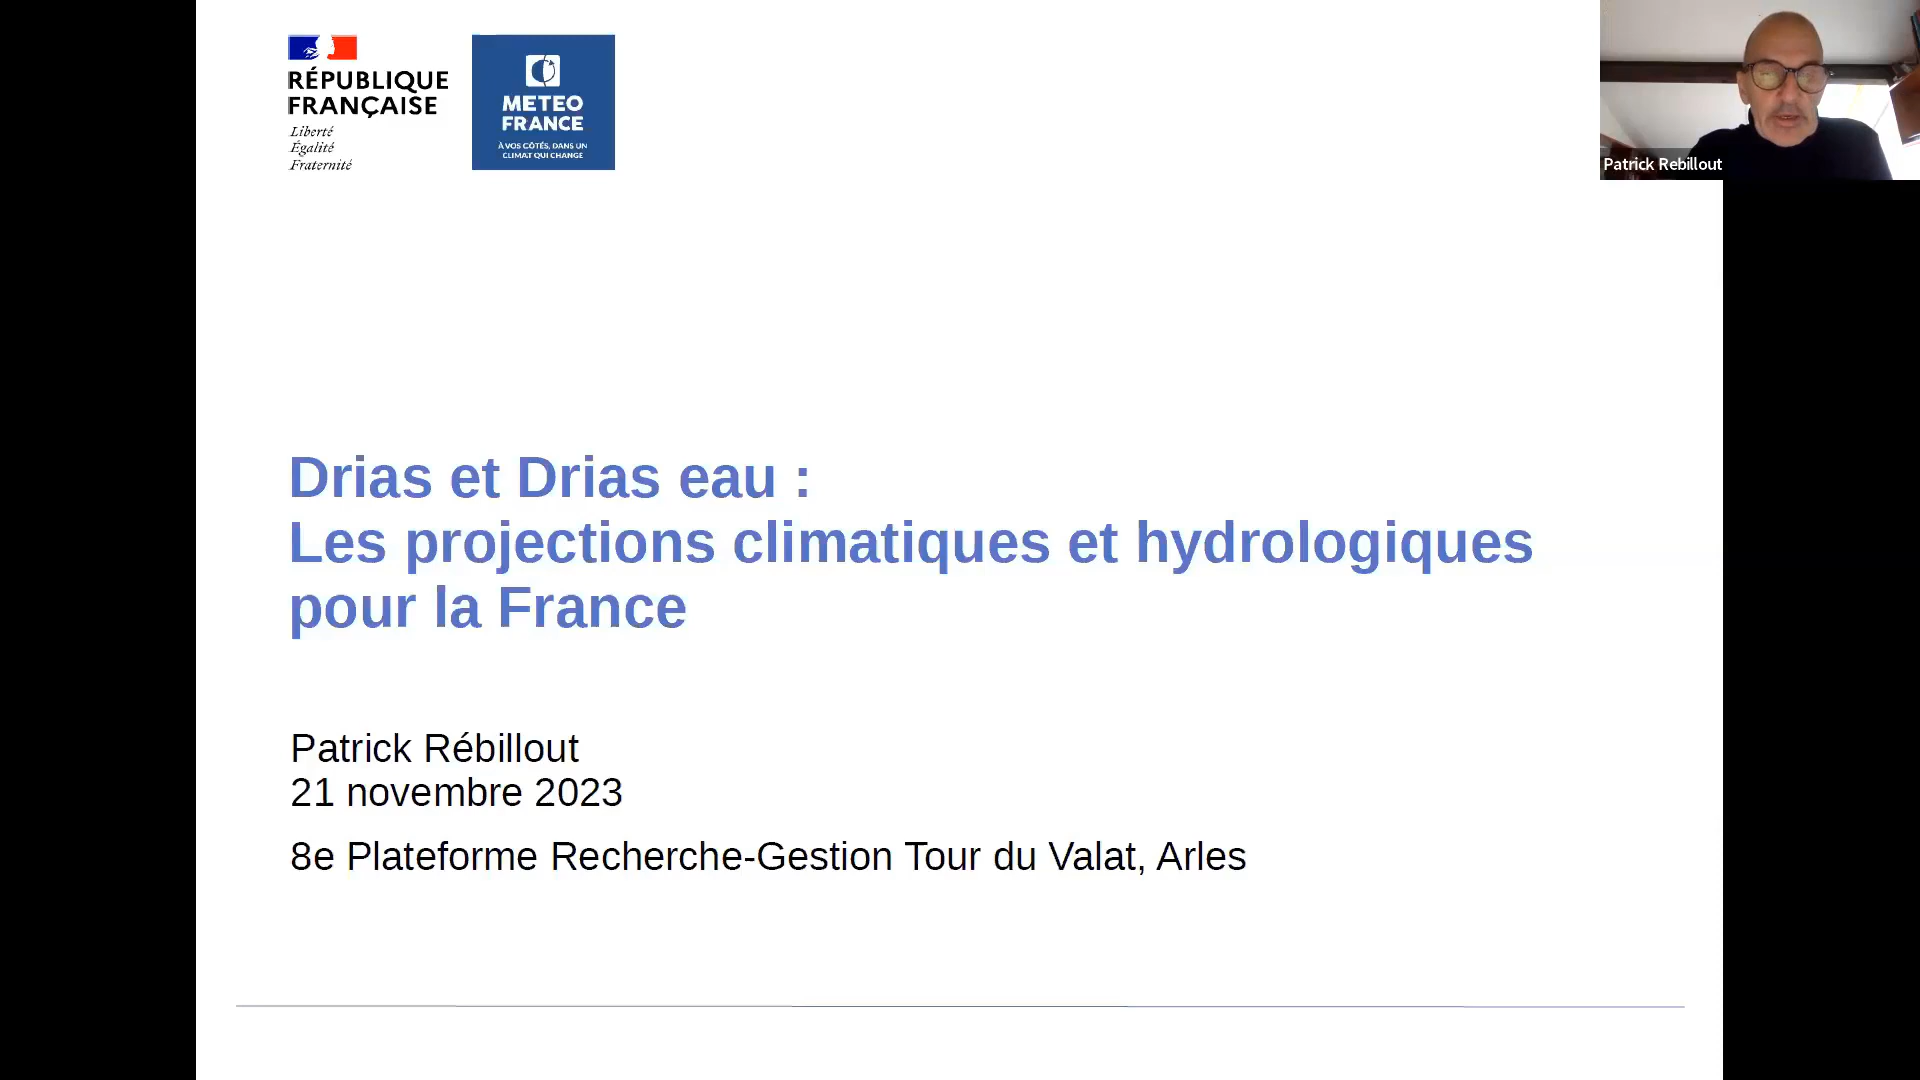 RÉPUBLIQUE
FRANÇAISE
Liberté
Égalité
Fraternité
METEO
FRANCE
À VOS CÔTÉS, DANS UN
CLIMAT QUI CHANGE
Patrick Rebillout
Drias et Drias eau :
Les projections climatiques et hydrologiques
pour la France
Patrick Rébillout
21 novembre 2023
8e Plateforme Recherche-Gestion Tour du Valat, Arles